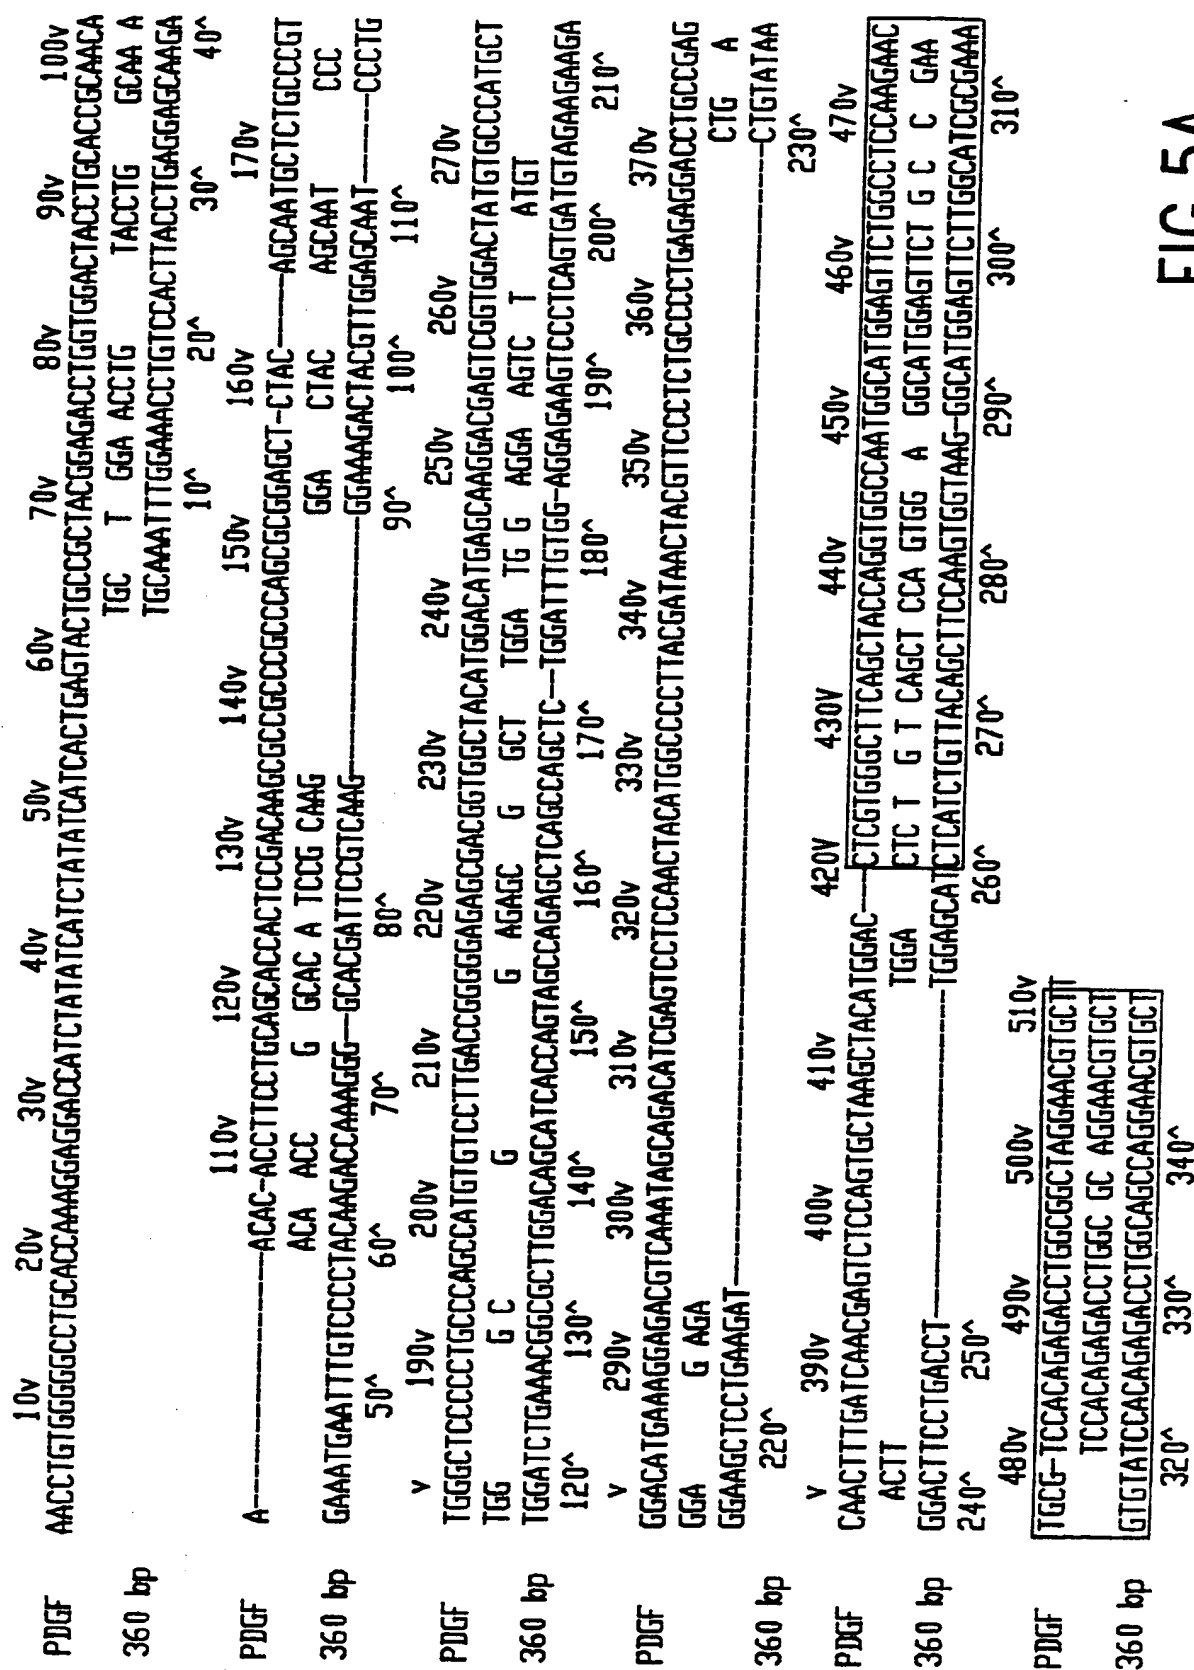 10v 20v 30v 40v 50v 60v 70v 80v 90v 100v
PDGF AACCTGTGGGGGCCTGCACCAAAGGAGGACCATCTATATCATCTATATCATCACTGAGTACTGCCGCTACGGAGACCTGGTGGACTACCTGCACCGCAACA
TGC T GGA ACCTG TACCTG GCAA A
360 bp TGCAAATTTGGAAACCTGTCCACTTACCTGAGGAGCAAGA
10^ 20^ 30^ 40^
110v 120v 130v 140v 150v 160v 170v
PDGF A----------------ACAC-ACCTTCCTGCAGCACCACTCCGACAAGCGCCGCCCGCCCAGCGCGGAGCT-CTAC-----AGCAATGCTCTGCCCGT
ACA ACC G GCAC A TCCG CAAG GGA CTAC AGCAAT CCC
360 bp GAAATGAATTTGTCCCCTACAAGACCAAAGGG--GCACGATTCCGTCAAG-----------------GGAAAGACTACGTTGGAGCAAT------CCCTG
50^ 60^ 70^ 80^ 90^ 100^ 110^
v 190v 200v 210v 220v 230v 240v 250v 260v 270v
PDGF TGGGCTCCCCCTGCCCAGCCATGTGTCCTTGACCGGGGAGAGCGACGGTGGCTACATGGACATGAGCAAGGACGAGTCGGTGGACTATGTGCCCATGCT
TGG G C G G G AGAGC G GCT TGGA TG G AGGA AGTC T ATGT
360 bp TGGATCTGAAACGGCGCTTGGACAGCATCACCAGTAGCCAGAGCTCAGCCAGCTC--TGGATTTGTGG-AGGAGAAGTCCCTCAGTGATGTAGAAGAAGA
120^ 130^ 140^ 150^ 160^ 170^ 180^ 190^ 200^ 210^
v 290v 300v 310v 320v 330v 340v 350v 360v 370v
PDGF GGACATGAAAGGAGACGTCAAATAGCAGACATCGAGTCCTCCAACTACATGGCCCCTTACGATAACTACGTTCCCTCTGCCCCTGAGAGGACCTGCCGAG
GGA G AGA CTG A
360 bp GGAAGCTCCTGAAGAT----------------------------------------------------------------------------CTGTATAA
220^ 230^
v 390v 400v 410v 420V 430V 440v 450v 460v 470v
PDGF CAACTTTGATCAACGAGTCTCCAGTGCTAAGCTACATGGAC---CTCGTGGGCTTCAGCTACCAGGTGGCCAATGGCATGGAGTTCTGGCCTCCAAGAAC
ACTT TGGA CTC T G T CAGCT CCA GTGG A GGCATGGAGTTCT G C C GAA
360 bp GGACTTCCTGACCT----------------------TGGAGCATCTCATCTGTTACAGCTTCCAAGTGGTAAG-GGCATGGAGTTCTTGGCATCGCGAAA
240^ 250^ 260^ 270^ 280^ 290^ 300^ 310^
480v 490v 500v 510v
PDGF TGCG-TCCACAGAGACCTGGCGGCTAGGAACGTGCTT
TCCACAGAGACCTGGC GC AGGAACGTGCT
360 bp GTGTATCCACAGAGACCTGGCAGCCAGGAACGTGCT
320^ 330^ 340^
FIG.5A